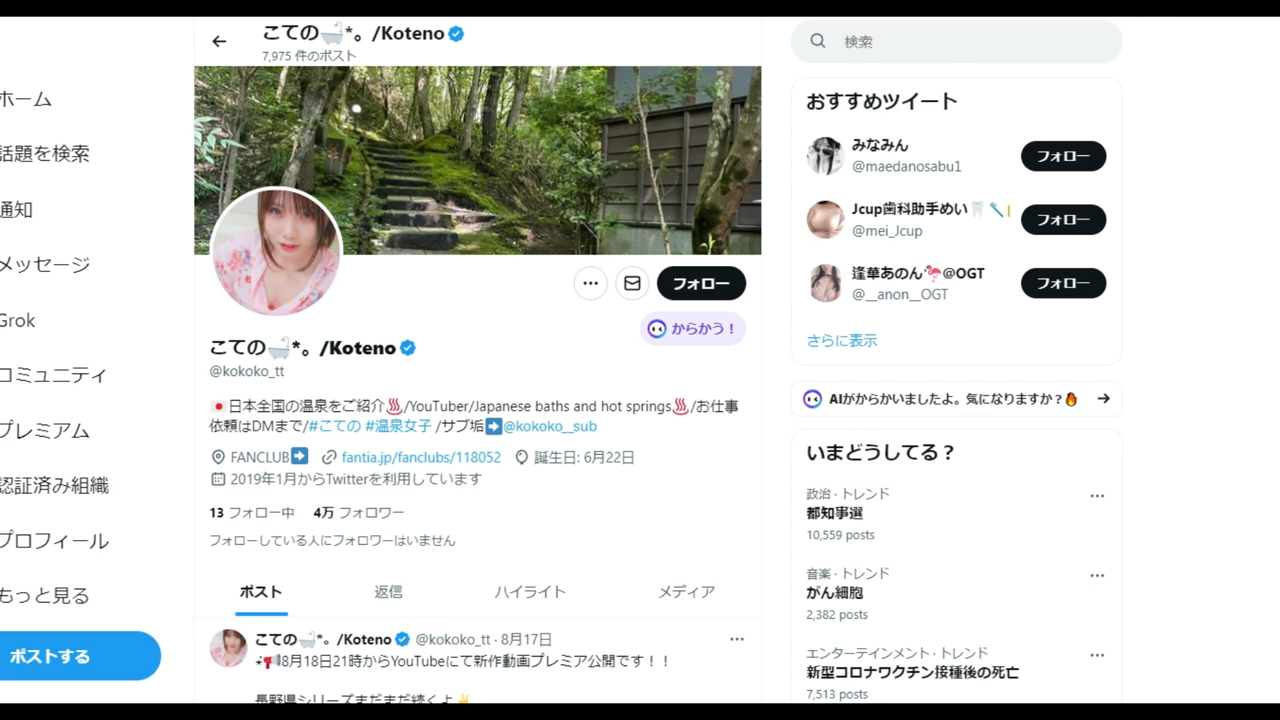 ホーム
話題を検索
通知
メッセージ
Grok
コミュニティ
プレミアム
認証済み組織
プロフィール
もっと見る
ポストする
こての🛁*。/Koteno
7,975 件のポスト
フォロー
からかう！
こての🛁*。/Koteno
@kokoko_tt
🇯🇵日本全国の温泉をご紹介♨️/YouTuber/Japanese baths and hot springs♨️/お仕事
依頼はDMまで/#こての #温泉女子 /サブ垢➡️@kokoko__sub
FANCLUB➡️ fantia.jp/fanclubs/118052 誕生日: 6月22日
2019年1月からTwitterを利用しています
13 フォロー中 4万 フォロワー
フォローしている人にフォロワーはいません
ポスト 返信 ハイライト メディア
こての🛁*。/Koteno @kokoko_tt · 8月17日
8月18日21時からYouTubeにて新作動画プレミア公開です！！
長野県シリーズまだまだ続くよ✌️
検索
おすすめツイート
みなみん
@maedanosabu1
フォロー
Jcup歯科助手めい🦷🪥
@mei_Jcup
フォロー
逢華あのん🦩@OGT
@__anon__OGT
フォロー
さらに表示
AIがからかいましたよ。気になりますか？🔥
いまどうしてる？
政治 · トレンド
都知事選
10,559 posts
音楽 · トレンド
がん細胞
2,382 posts
エンターテインメント · トレンド
新型コロナワクチン接種後の死亡
7,513 posts